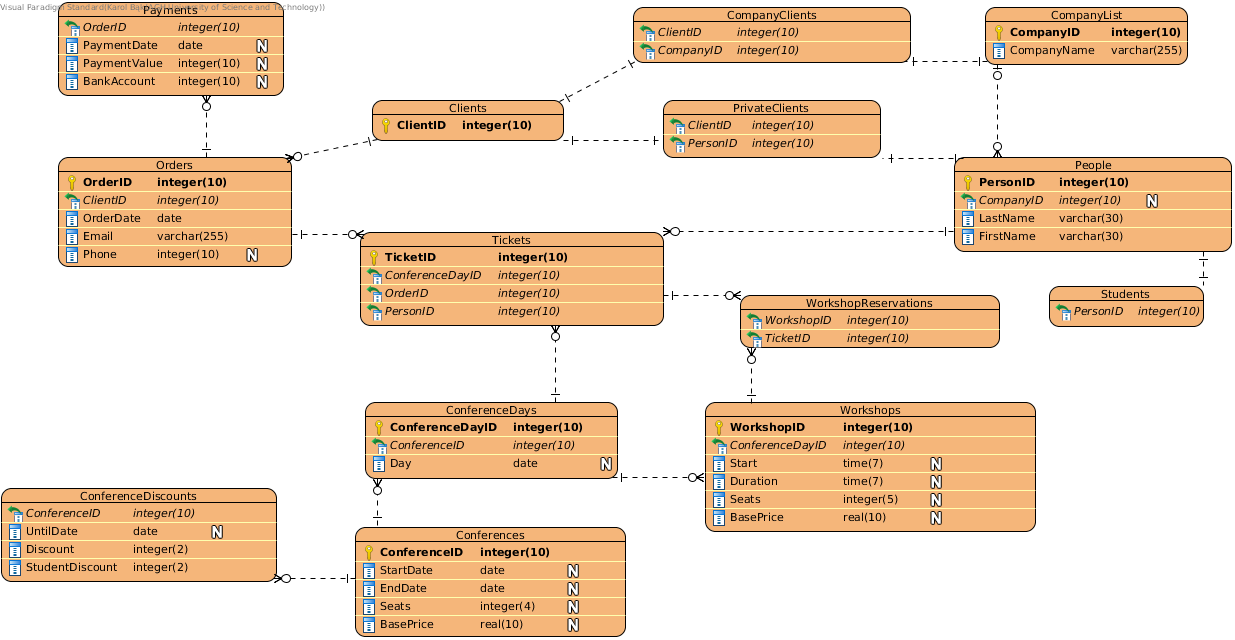 Visual Paradigm Standard(Karol Ba University of Science and Technology))
Payments
OrderID integer(10)
PaymentDate date N
PaymentValue integer(10) N
BankAccount integer(10) N
CompanyClients
ClientID integer(10)
CompanyID integer(10)
CompanyList
CompanyID integer(10)
CompanyName varchar(255)
Clients
ClientID integer(10)
PrivateClients
ClientID integer(10)
PersonID integer(10)
Orders
OrderID integer(10)
ClientID integer(10)
OrderDate date
Email varchar(255)
Phone integer(10) N
People
PersonID integer(10)
CompanyID integer(10) N
LastName varchar(30)
FirstName varchar(30)
Tickets
TicketID integer(10)
ConferenceDayID integer(10)
OrderID integer(10)
PersonID integer(10)
Students
PersonID integer(10)
WorkshopReservations
WorkshopID integer(10)
TicketID integer(10)
ConferenceDays
ConferenceDayID integer(10)
ConferenceID integer(10)
Day date N
Workshops
WorkshopID integer(10)
ConferenceDayID integer(10)
Start time(7) N
Duration time(7) N
Seats integer(5) N
BasePrice real(10) N
ConferenceDiscounts
ConferenceID integer(10)
UntilDate date N
Discount integer(2)
StudentDiscount integer(2)
Conferences
ConferenceID integer(10)
StartDate date N
EndDate date N
Seats integer(4) N
BasePrice real(10) N